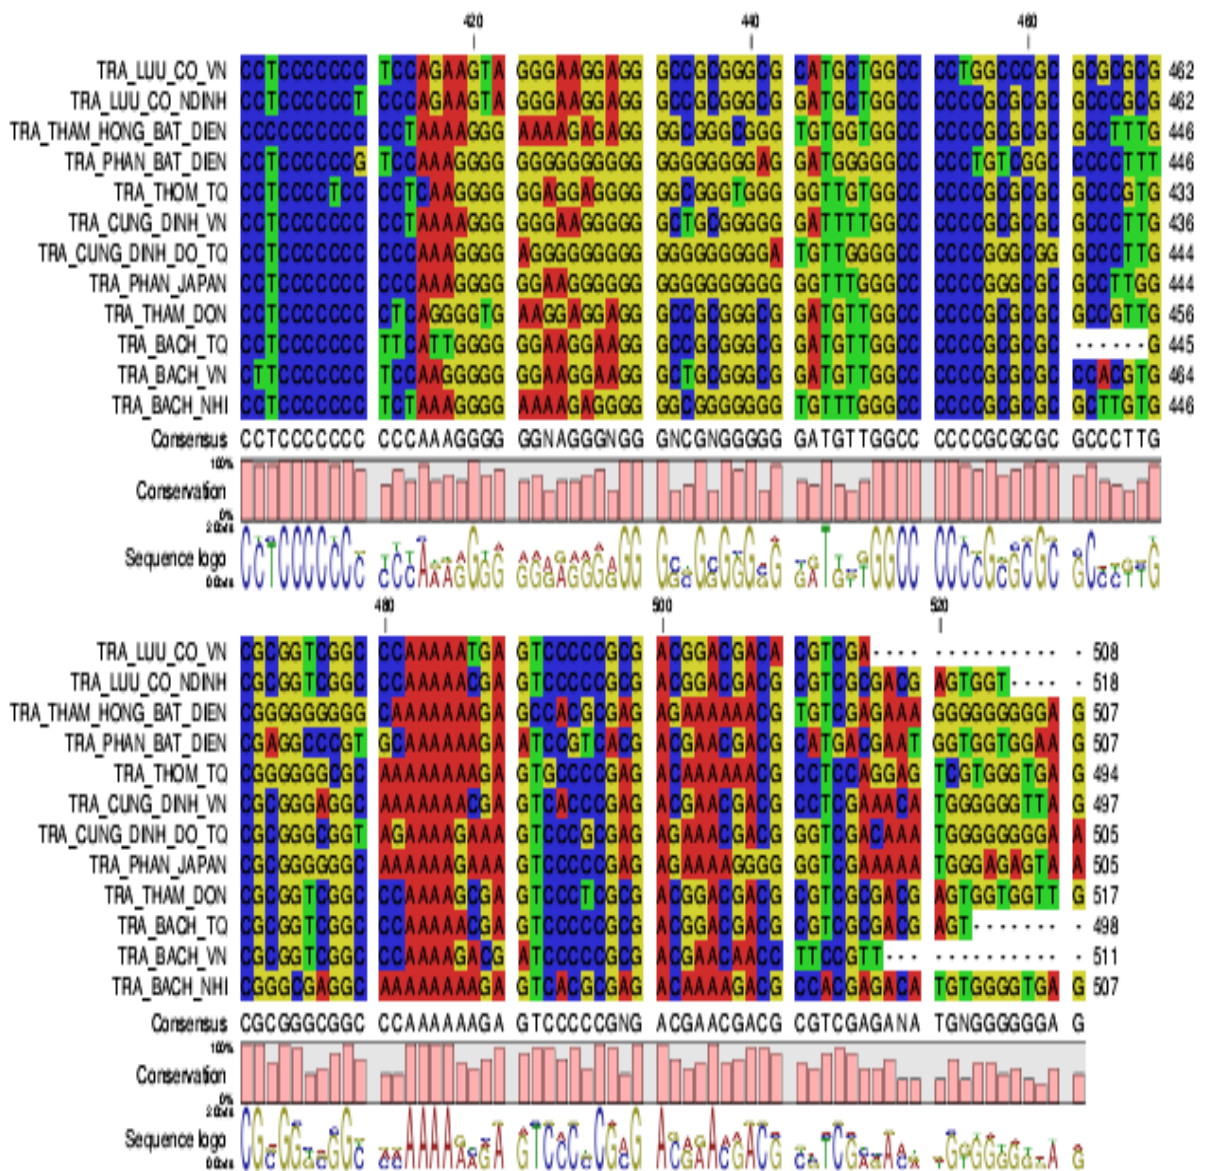 420 440 460
TRA_LUU_CO_VN CCTCCCCCCC TCCAGAAGTA GGGAAGGAGG GCCGCGGGCG CATGCTGGCC CCTGGCCCGC GCGCGCG 462
TRA_LUU_CO_NDINH CCTCCCCCCT CCCAGAAGTA GGGAAGGAGG GCCGCGGGCG GATGCTGGCC CCCCGCGCGC GCCCGCG 462
TRA_THAM_HONG_BAT_DIEN CCCCCCCCCC CCTAAAAGGG AAAAGAGAGG GGCGGGCGGG TGTGGTGGCC CCCCGCGCGC GCCTTTG 446
TRA_PHAN_BAT_DIEN CCTCCCCCCG TCCAAAGGGG GGGGGGGGGG GGGGGGGGAG GATGGGGGCC CCCTGTCGGC CCCCTTT 446
TRA_THOM_TQ CCTCCCCTCC CCTCAAGGGG GGAGGAGGGG GGCGGGTGGG GGTTGTGGCC CCCCGCGCGC GCCCGTG 433
TRA_CUNG_DINH_VN CCTCCCCCCC CCTAAAAGGG GGGAAGGGGG GCTGCGGGGG GATTTTGGCC CCCCGCGCGC GCCCTTG 436
TRA_CUNG_DINH_DO_TQ CCTCCCCCCC CCCAAAGGGG AGGGGGGGGG GGGGGGGGGA TGTTGGGGCC CCCCGGGCGG GCCCTTG 444
TRA_PHAN_JAPAN CCTCCCCCCC CCCAAAGGGG GGAAGGGGGG GGGGGGGGGG GGTTTGGGCC CCCCGGGCGC GCCTTGG 444
TRA_THAM_DON CCTCCCCCCC CTCAGGGGTG AAGGAGGAGG GCCGCGGGCG GATGTTGGCC CCCCGCGCGC GCCGTTG 456
TRA_BACH_TQ CCTCCCCCCC TTCATTGGGG GGAAGGAAGG GCCGCGGGCG GATGTTGGCC CCCCGCGCGC ------G 445
TRA_BACH_VN CTTCCCCCCC TCCAAGGGGG GGAAGGAAGG GCTGCGGGCG GATGTTGGCC CCCCGCGCGC CCACGTG 464
TRA_BACH_NHI CCTCCCCCCC TCTAAAGGGG AAAAGAGGGG GGCGGGGGGG TGTTTGGGCC CCCCGCGCGC GCTTGTG 446
Consensus CCTCCCCCCC CCCAAAGGGG GGNAGGGNGG GNCGNGGGGG GATGTTGGCC CCCCGCGCGC GCCCTTG
100%
Conservation
0%
Sequence logo
480 500 520
TRA_LUU_CO_VN CGCGGTCGGC CCAAAAATGA GTCCCCCGCG ACGGACGACA CGTCGA---- ---------- - 508
TRA_LUU_CO_NDINH CGCGGTCGGC CCAAAAACGA GTCCCCCGCG ACGGACGACG CGTCGCGACG AGTGGT---- - 518
TRA_THAM_HONG_BAT_DIEN CGGGGGGGGG CAAAAAAAGA GCCACGCGAG AGAAAAAACG TGTCGAGAAA GGGGGGGGGA G 507
TRA_PHAN_BAT_DIEN CGAGGCCCGT GCAAAAAAGA ATCCGTCACG ACGAACGACG CATGACGAAT GGTGGTGGAA G 507
TRA_THOM_TQ CGGGGGGCGC AAAAAAAAGA GTGCCCCGAG ACAAAAAACG CCTCCAGGAG TCGTGGGTGA G 494
TRA_CUNG_DINH_VN CGCGGGAGGC AAAAAAACGA GTCACCCGAG ACGAACGACG CCTCGAAACA TGGGGGGTTA G 497
TRA_CUNG_DINH_DO_TQ CGCGGGCGGT AGAAAAGAAA GTCCCGCGAG AGAAACGACG GGTCGACAAA TGGGGGGGGA A 505
TRA_PHAN_JAPAN CGCGGGGGGC AAAAAAGAAA GTCCCCCGAG AGAAAAGGGG GGTCGAAAAA TGGGAGAGTA A 505
TRA_THAM_DON CGCGGTCGGC CCAAAAGCGA GTCCCTCGCG ACGGACGACG CGTCGCGACG AGTGGTGGTT G 517
TRA_BACH_TQ CGCGGTCGGC CCAAAAACGA GTCCCCCGCG ACGGACGACG CGTCGCGACG AGT------- - 498
TRA_BACH_VN CGCGGTCGGC CCAAAAGACG ATCCCCCGCG ACGAACAACC TTCCGTT--- ---------- - 511
TRA_BACH_NHI CGGGCGAGGC AAAAAAAAGA GTCACGCGAG ACAAAAGACG CCACGAGACA TGTGGGGTGA G 507
Consensus CGCGGGCGGC CCAAAAAAGA GTCCCCCGNG ACGAACGACG CGTCGAGANA TGNGGGGGGA G
100%
Conservation
0%
Sequence logo